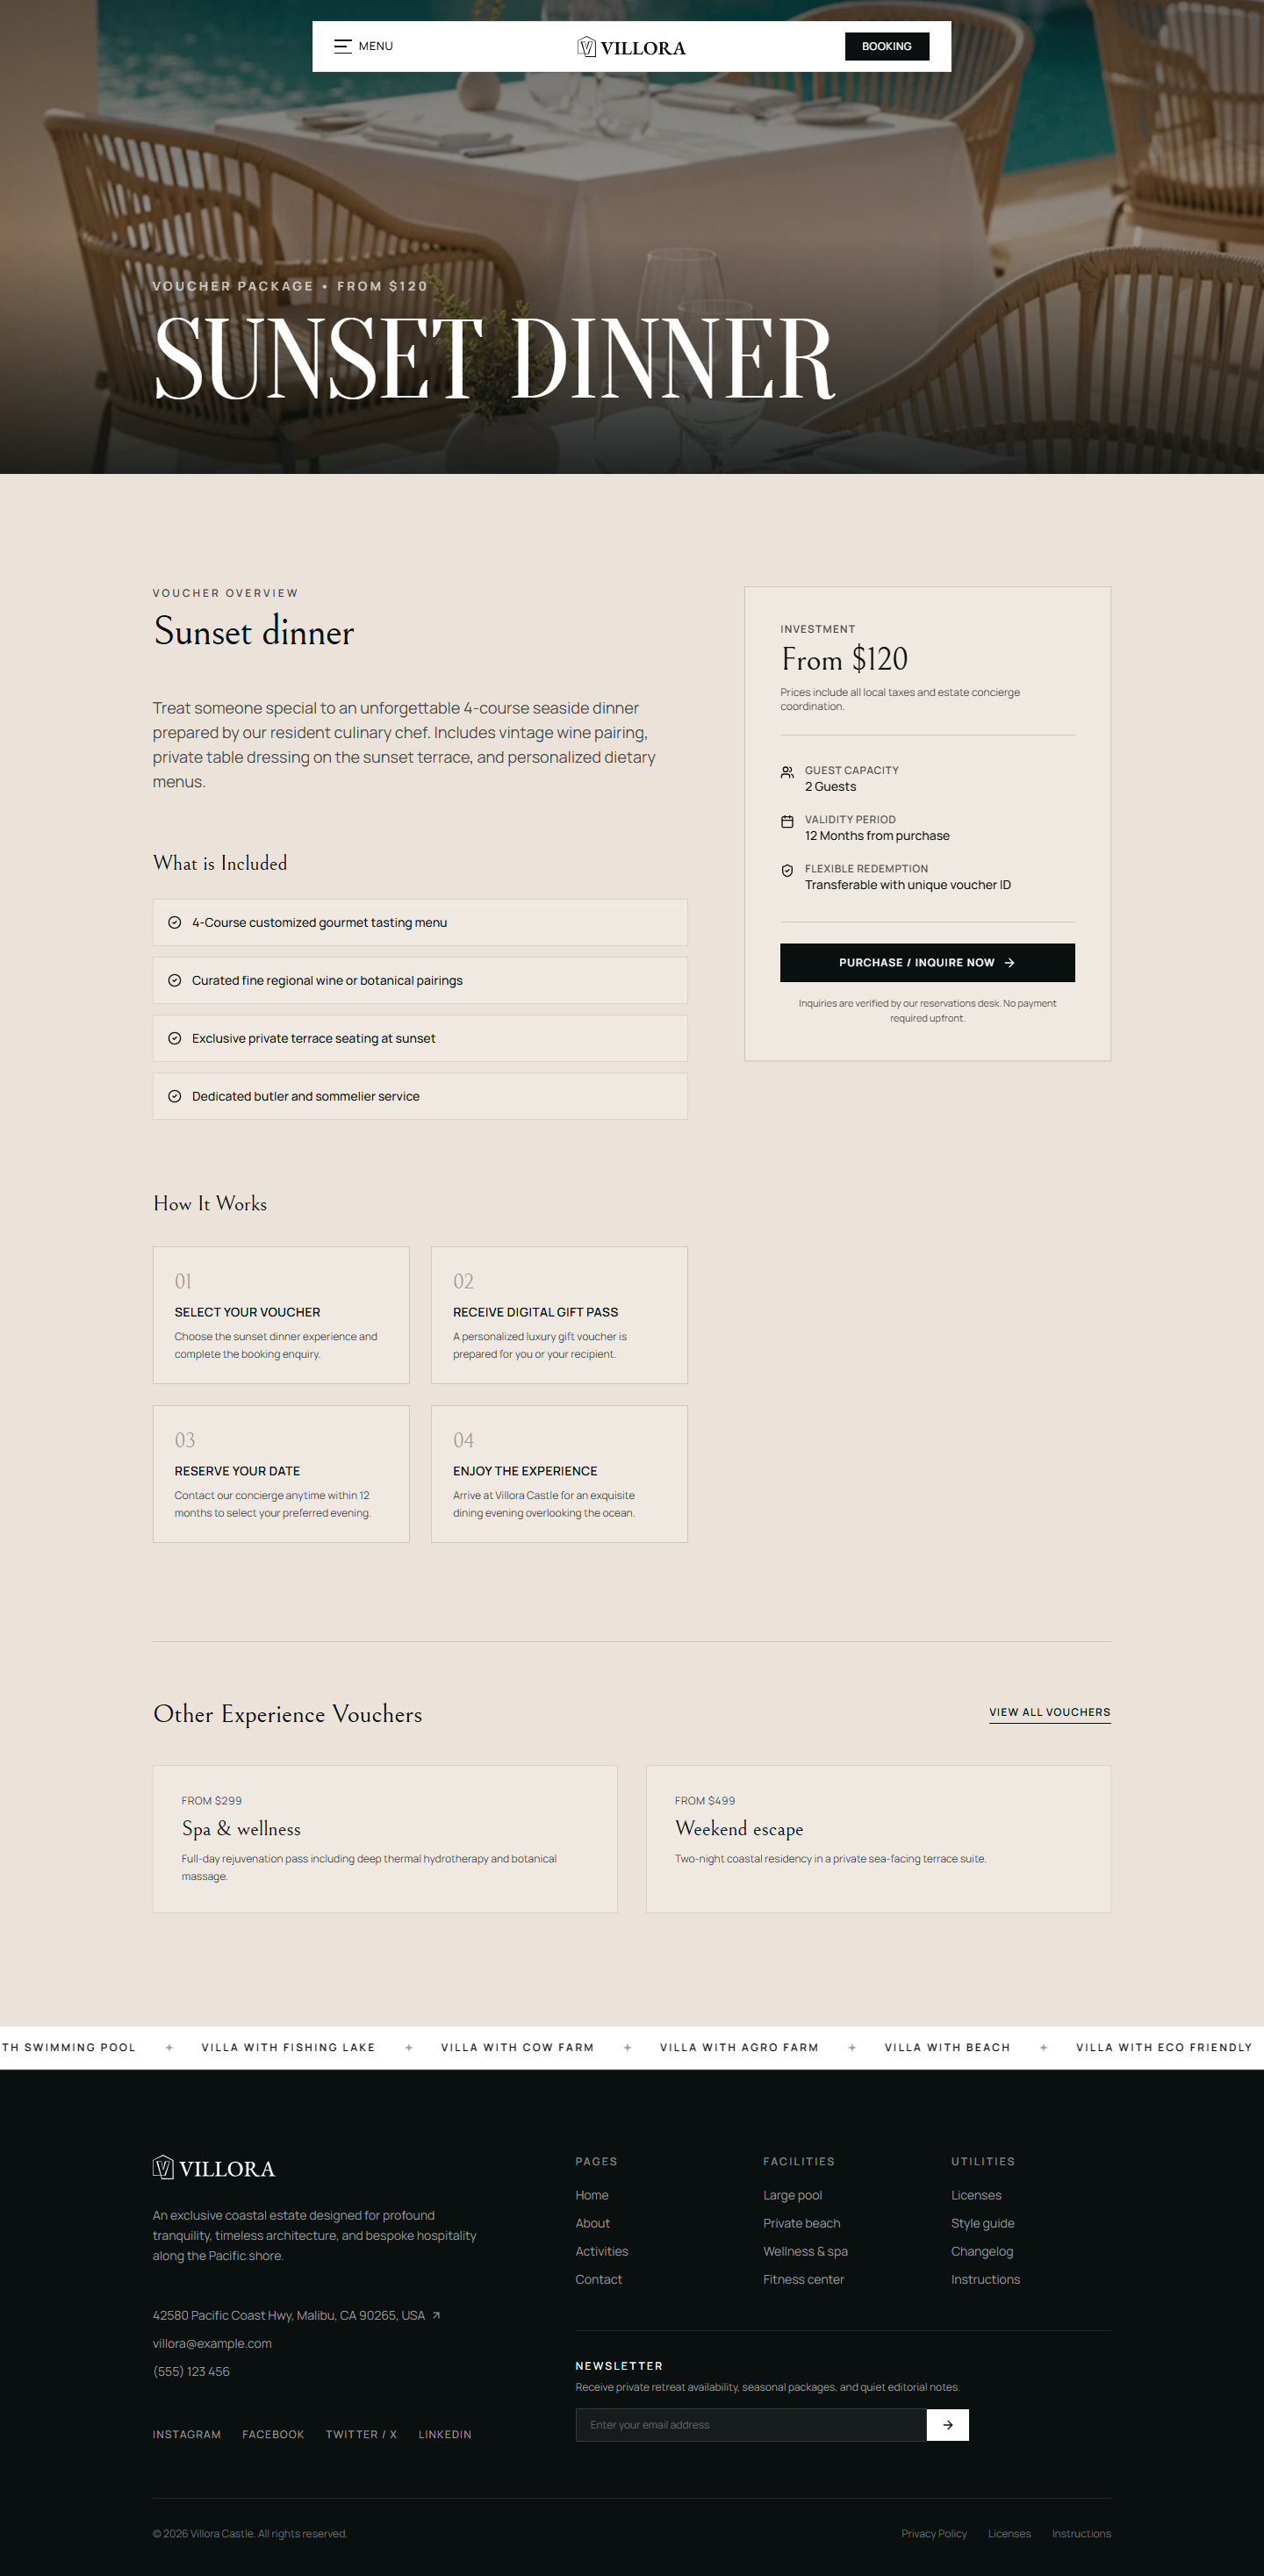 MENU
VILLORA
BOOKING
VOUCHER PACKAGE • FROM $120
SUNSET DINNER
VOUCHER OVERVIEW
Sunset dinner
Treat someone special to an unforgettable 4-course seaside dinner
prepared by our resident culinary chef. Includes vintage wine pairing,
private table dressing on the sunset terrace, and personalized dietary
menus.
What is Included
4-Course customized gourmet tasting menu
Curated fine regional wine or botanical pairings
Exclusive private terrace seating at sunset
Dedicated butler and sommelier service
INVESTMENT
From $120
Prices include all local taxes and estate concierge
coordination.
GUEST CAPACITY
2 Guests
VALIDITY PERIOD
12 Months from purchase
FLEXIBLE REDEMPTION
Transferable with unique voucher ID
PURCHASE / INQUIRE NOW →
Inquiries are verified by our reservations desk. No payment
required upfront.
How It Works
01
SELECT YOUR VOUCHER
Choose the sunset dinner experience and
complete the booking enquiry.
02
RECEIVE DIGITAL GIFT PASS
A personalized luxury gift voucher is
prepared for you or your recipient.
03
RESERVE YOUR DATE
Contact our concierge anytime within 12
months to select your preferred evening.
04
ENJOY THE EXPERIENCE
Arrive at Villora Castle for an exquisite
dining evening overlooking the ocean.
Other Experience Vouchers
VIEW ALL VOUCHERS
FROM $299
Spa & wellness
Full-day rejuvenation pass including deep thermal hydrotherapy and botanical
massage.
FROM $499
Weekend escape
Two-night coastal residency in a private sea-facing terrace suite.
TH SWIMMING POOL + VILLA WITH FISHING LAKE + VILLA WITH COW FARM + VILLA WITH AGRO FARM + VILLA WITH BEACH + VILLA WITH ECO FRIENDLY
VILLORA
An exclusive coastal estate designed for profound
tranquility, timeless architecture, and bespoke hospitality
along the Pacific shore.
42580 Pacific Coast Hwy, Malibu, CA 90265, USA ↗
villora@example.com
(555) 123 456
INSTAGRAM FACEBOOK TWITTER / X LINKEDIN
PAGES
Home
About
Activities
Contact
FACILITIES
Large pool
Private beach
Wellness & spa
Fitness center
UTILITIES
Licenses
Style guide
Changelog
Instructions
NEWSLETTER
Receive private retreat availability, seasonal packages, and quiet editorial notes.
Enter your email address →
© 2026 Villora Castle. All rights reserved.
Privacy Policy Licenses Instructions